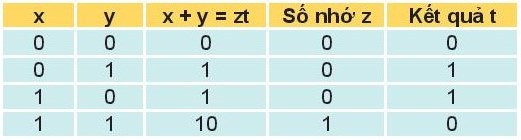 x y x + y = zt Số nhớ z Kết quả t
0 0 0 0 0
0 1 1 0 1
1 0 1 0 1
1 1 10 1 0